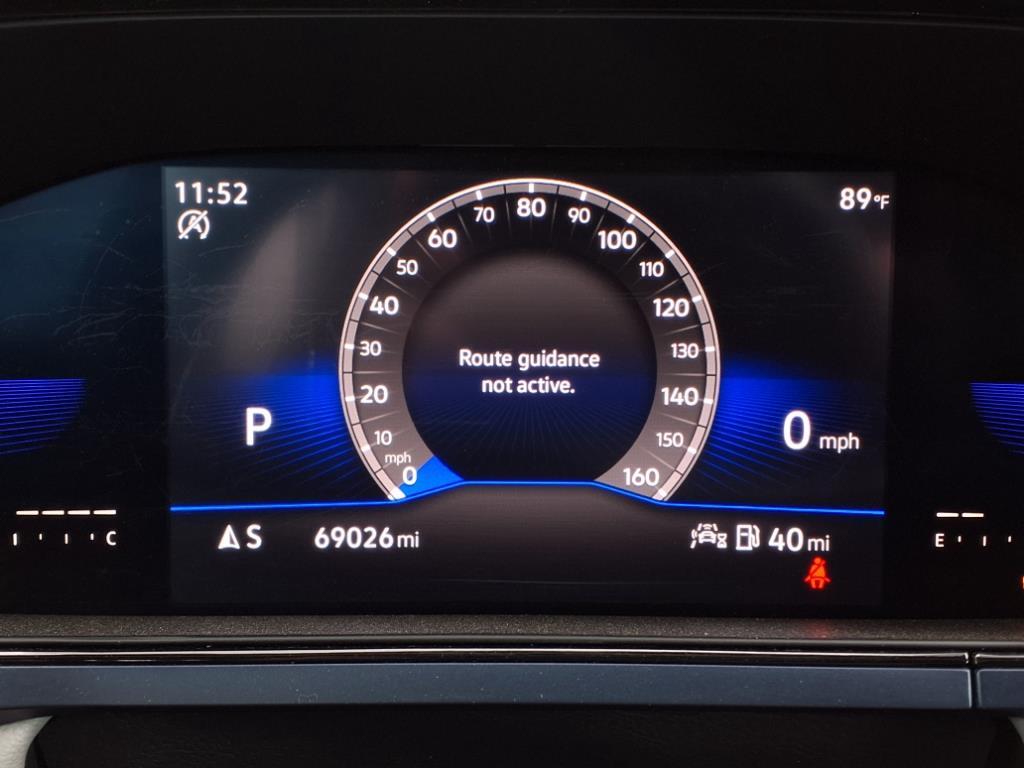 11:52
89°F
70 80 90
60 100
50 110
40 120
30 130
Route guidance
not active.
20 140
P
0 mph
10 150
mph
0 160
S 69026 mi
40 mi
C
E